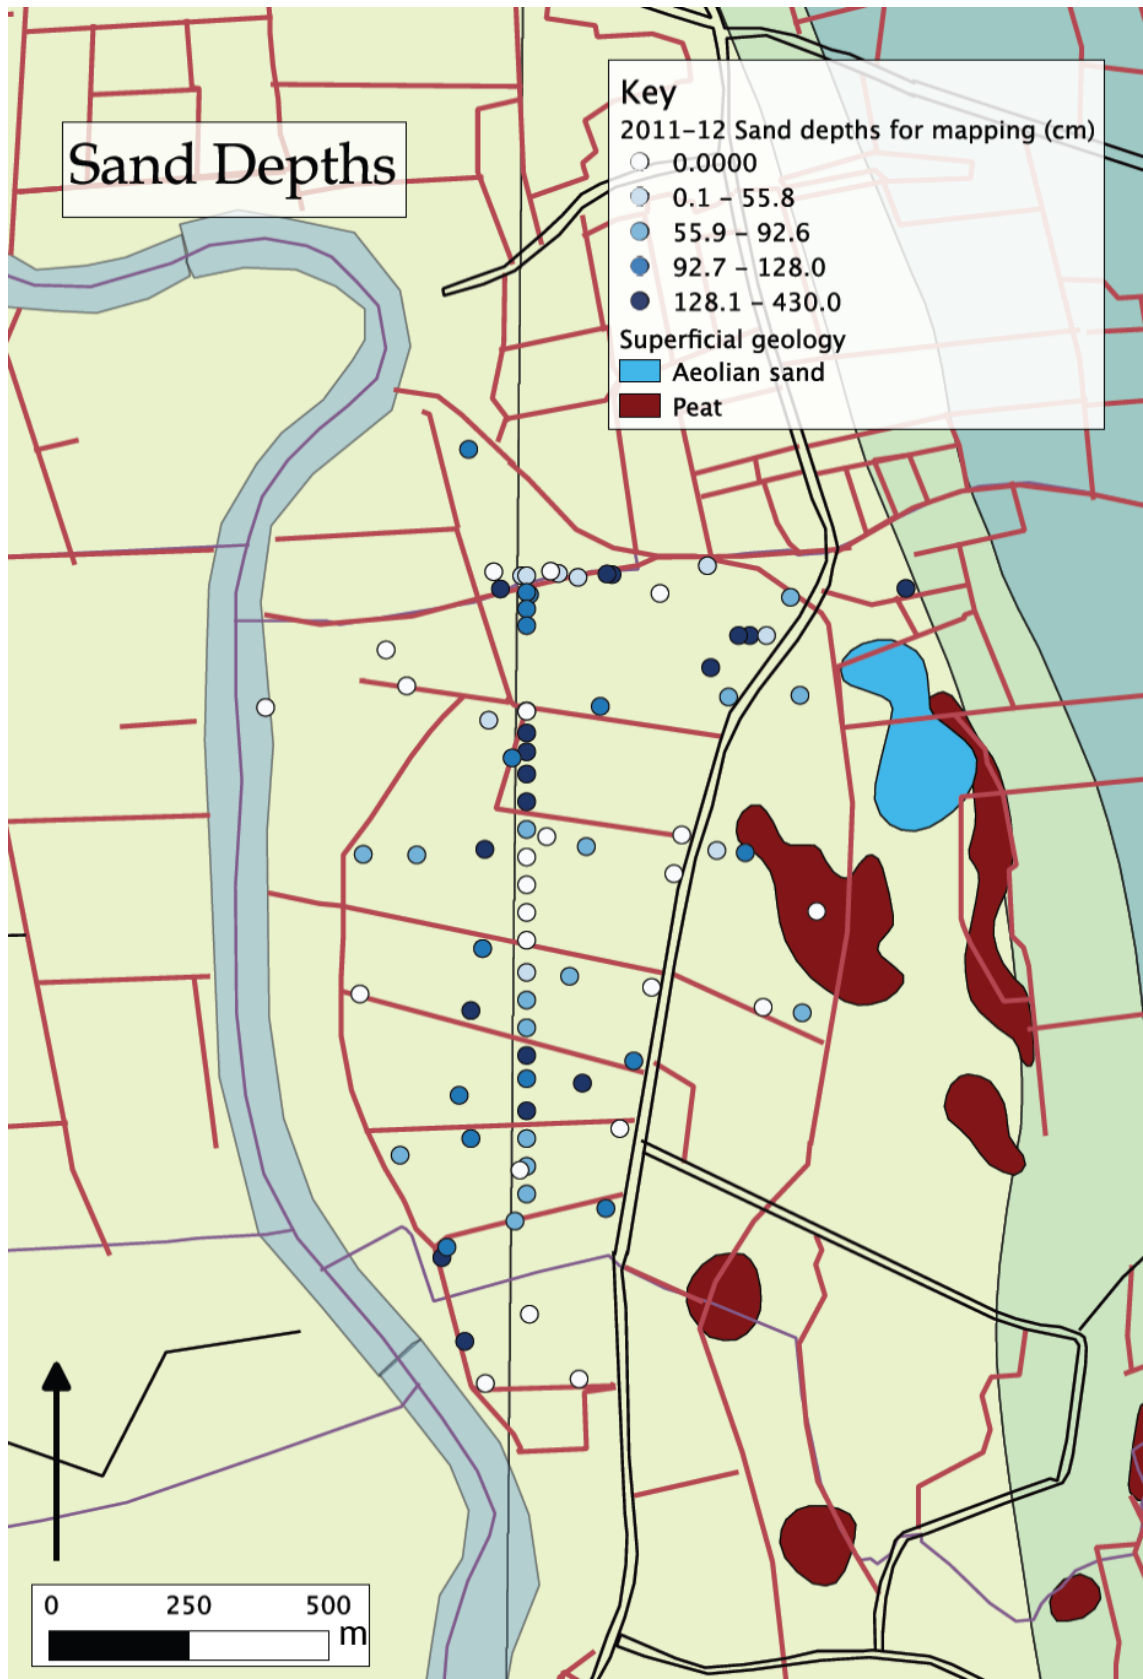 Sand Depths
Key
2011-12 Sand depths for mapping (cm)
0.0000
0.1 - 55.8
55.9 - 92.6
92.7 - 128.0
128.1 - 430.0
Superficial geology
Aeolian sand
Peat
0 250 500
m